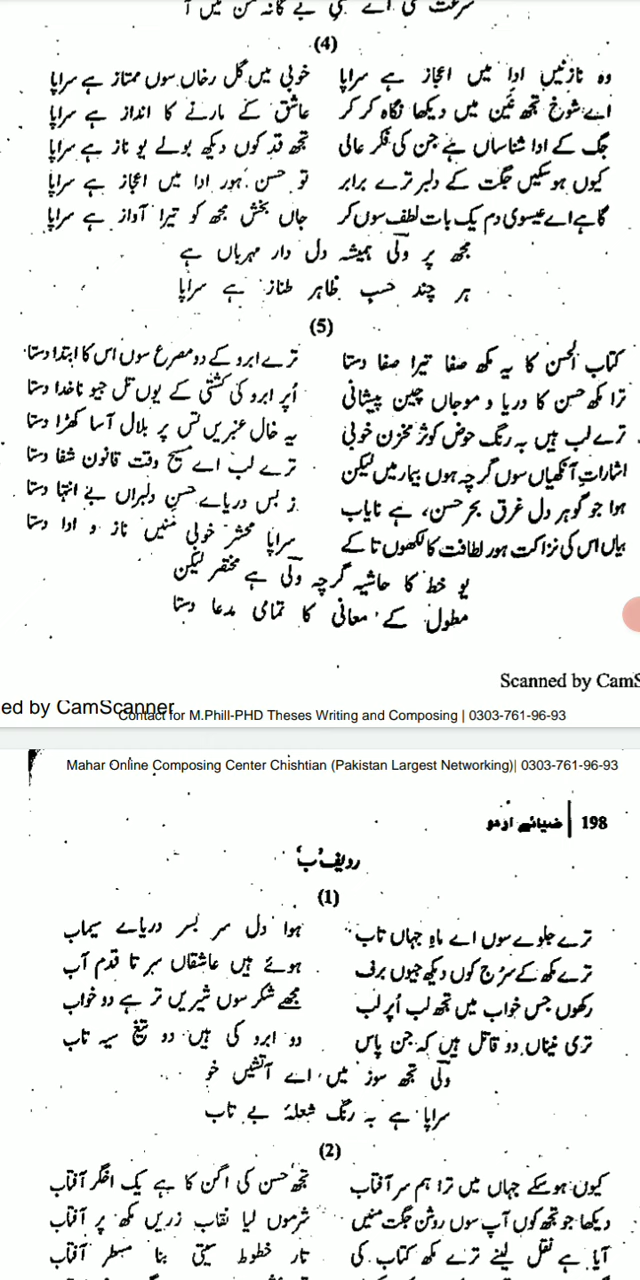 (4)
وہ نازنیں ادا میں اعجاز ہے سراپا خوبی میں گل رخاں سوں ممتاز ہے سراپا
اے شوخ تجھ نین میں دیکھا نگاہ کر کر عاشق کے مارنے کا انداز ہے سراپا
جگ کے ادا شناساں ہے جن کی فکر عالی تجھ قد کوں دیکھ بولے یو ناز ہے سراپا
کیوں ہوسکیں جگت کے دلبر ترے برابر تو حسن ہور ادا میں اعجاز ہے سراپا
گاہے اے عیسوی دم یک بات لطف سوں کر جاں بخش مجھ کو تیرا آواز ہے سراپا
مجھ پر ولی ہمیشہ دل دار مہرباں ہے
ہر چند حسب ظاہر طناز ہے سراپا
(5)
کتاب الحسن کا یہ مکھ صفا تیرا صفا دستا ترے ابرو کے دو مصرع سوں اس کا ابتدا دستا
ترا مکھ حسن کا دریا و موجاں چین پیشانی اُپر ابرو کی کشتی کے یوں تل جیو ناخدا دستا
ترے لب ہیں بہ رنگ حوض کوثر مخزن خوبی یہ خال عنبریں تس پر بلال آسا کھڑا دستا
اشارات آنکھیاں سوں گرچہ ہوں بیمار میں لیکن ترے لب اے مسیح وقت قانون شفا دستا
ہوا جو گوہر دل غرق بحر حسن، ہے نایاب زبس دریاے حسن دلبراں بے انتہا دستا
بیاں اس کی نزاکت ہور لطافت کا لکھوں تا کے سراپا محشر خوبی منیں ناز و ادا دستا
یو خط کا حاشیہ گرچہ ولی ہے مختصر لیکن
مطول کے معانی کا تمامی مدعا دستا
Scanned by CamS
ed by CamScanner
Contact for M.Phill-PHD Theses Writing and Composing | 0303-761-96-93
Mahar Online Composing Center Chishtian (Pakistan Largest Networking)| 0303-761-96-93
198 ضیائے اردو
ردیف 'ب'
(1)
ترے جلوے سوں اے ماہ جہاں تاب ہوا دل سر بسر دریاے سیماب
ترے مکھ کے سرج کوں دیکھ جیوں برف ہوئے ہیں عاشقاں سر تا قدم آب
رکھوں جس خواب میں تجھ لب اُپر لب مجھے شکر سوں شیریں تر ہے دو خواب
تری نیناں دو قاتل ہیں کہ جن پاس دو ابرو کی ہیں دو تیغ سیہ تاب
ولی تجھ سوز میں اے آتشیں خو
سراپا ہے بہ رنگ شعلۂ بے تاب
(2)
کیوں ہوسکے جہاں میں ترا ہم سر آفتاب تجھ حسن کی اگن کا ہے یک اخگر آفتاب
دیکھا جو تجھ کوں آپ سوں روشن جگت منیں شرموں لیا نقاب زریں مکھ پر آفتاب
آیا ہے نقل لینے ترے مکھ کتاب کی تار خطوط سیتی بنا مسطر آفتاب